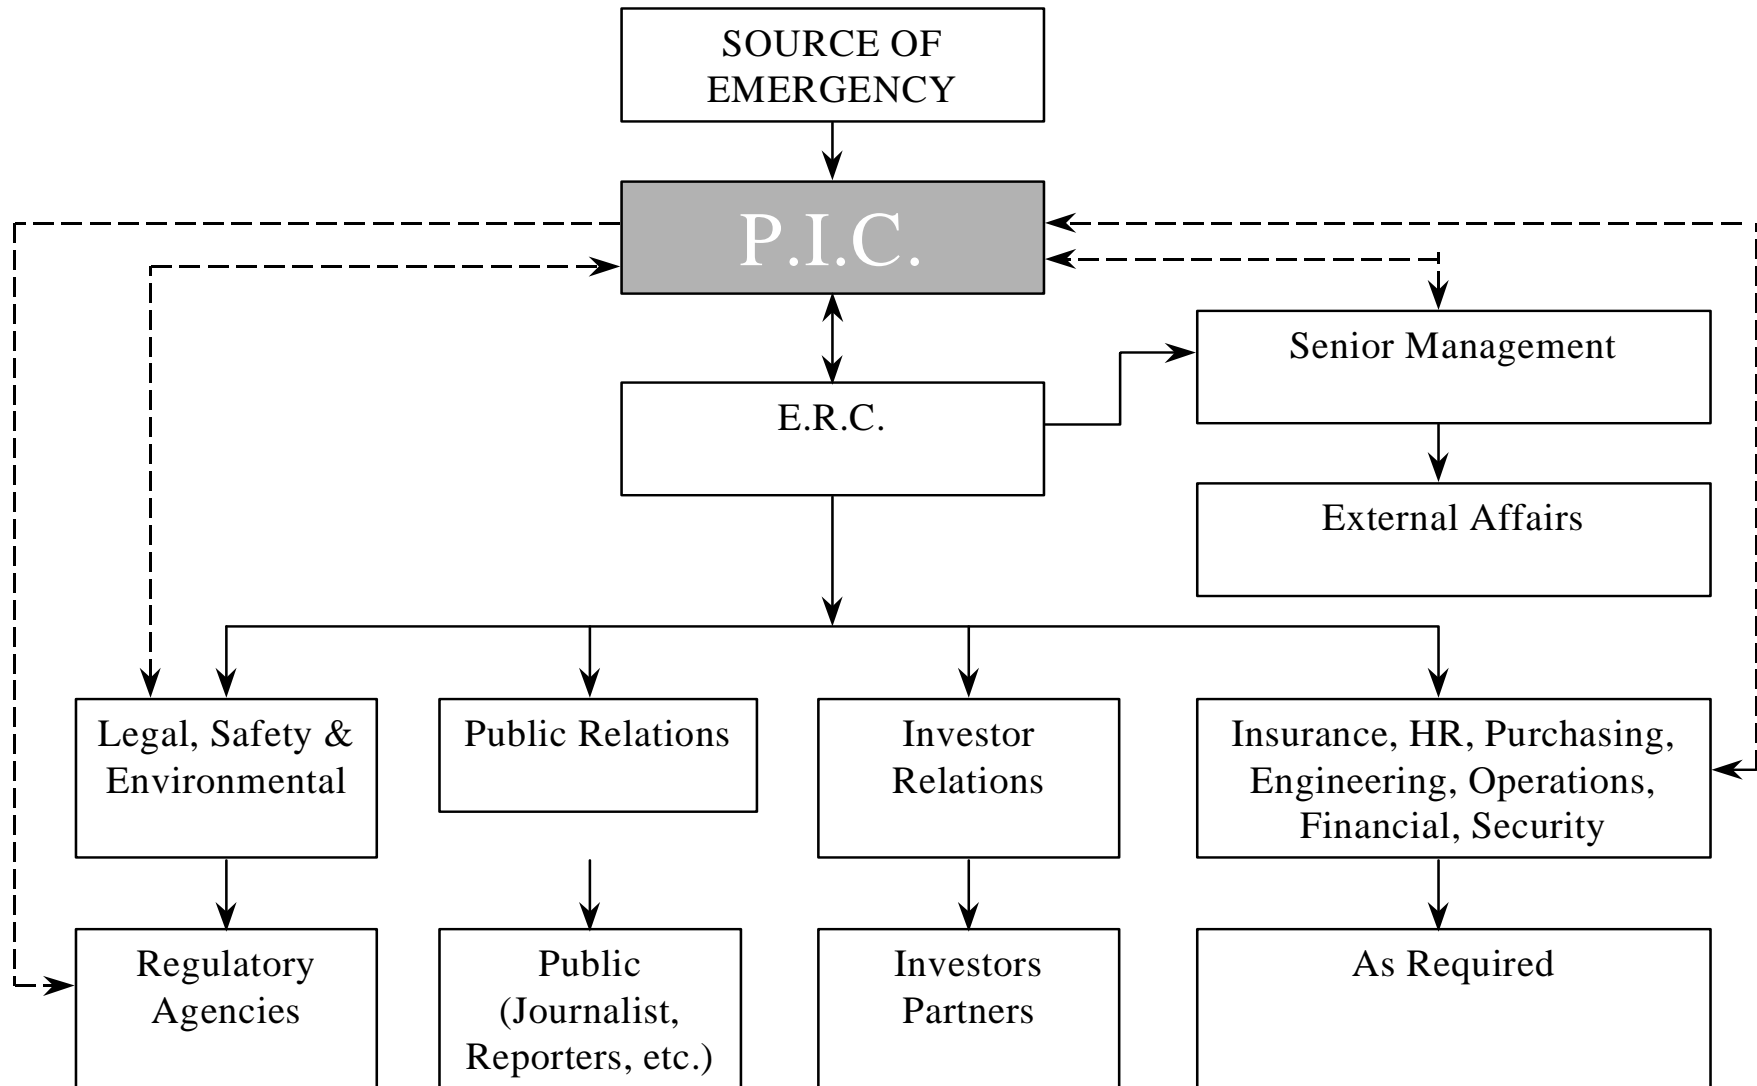 SOURCE OF
EMERGENCY
P.I.C.
Senior Management
E.R.C.
External Affairs
Legal, Safety &
Environmental
Public Relations
Investor
Relations
Insurance, HR, Purchasing,
Engineering, Operations,
Financial, Security
Regulatory
Agencies
Public
(Journalist,
Reporters, etc.)
Investors
Partners
As Required